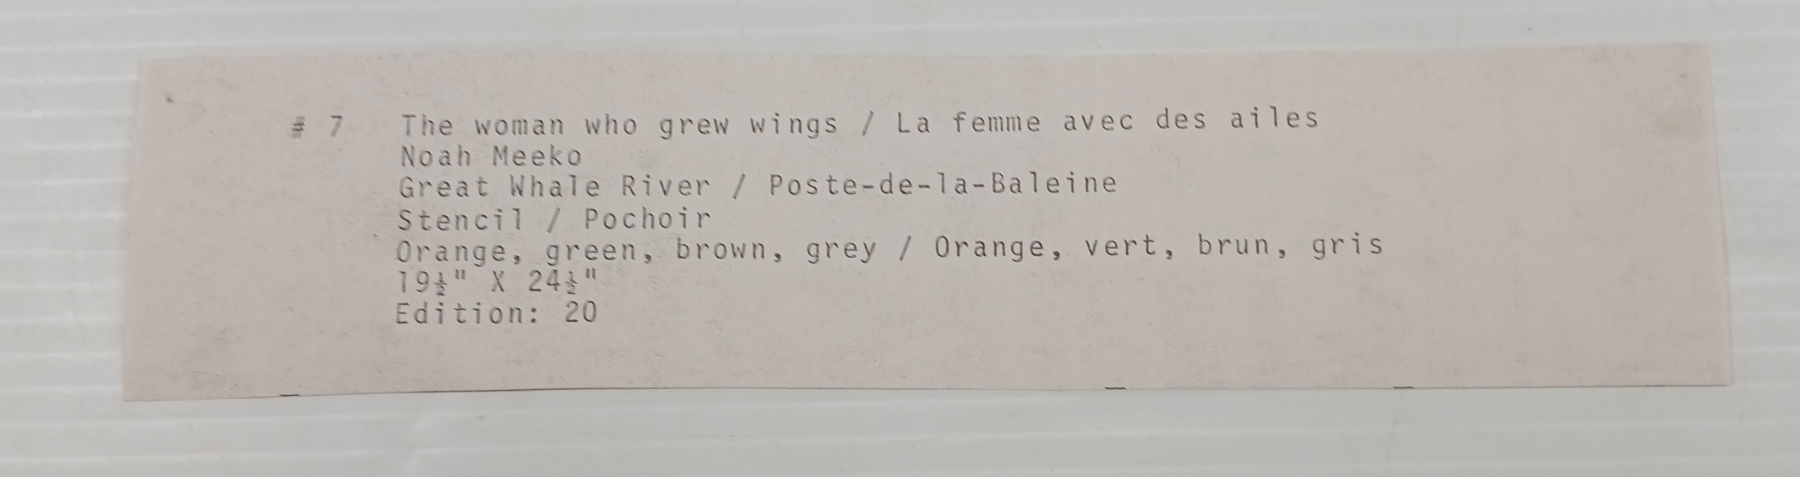 # 7 The woman who grew wings / La femme avec des ailes
Noah Meeko
Great Whale River / Poste-de-la-Baleine
Stencil / Pochoir
Orange, green, brown, grey / Orange, vert, brun, gris
19½" X 24½"
Edition: 20